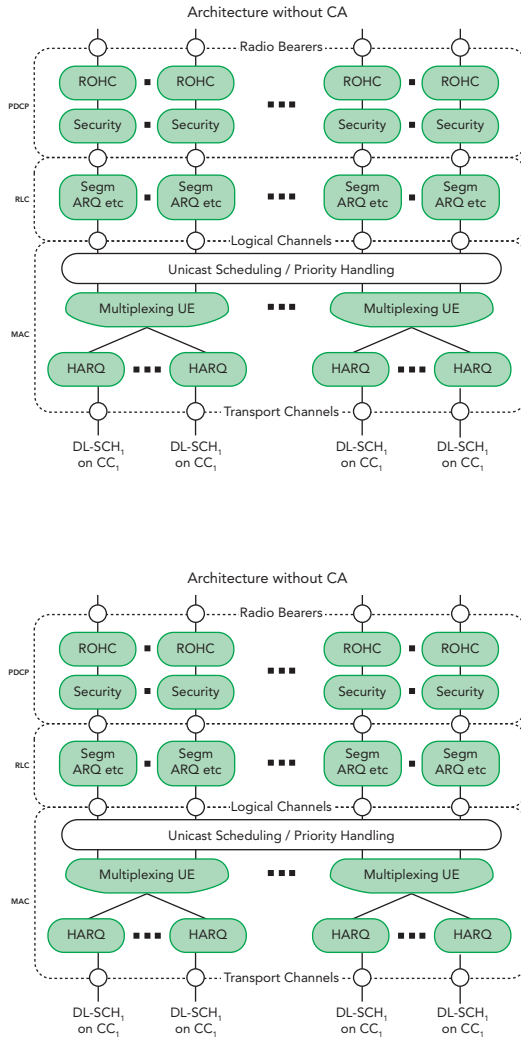 Architecture without CA
Radio Bearers
ROHC ROHC ROHC ROHC
PDCP
Security Security Security Security
Segm Segm Segm Segm
RLC
ARQ etc ARQ etc ARQ etc ARQ etc
Logical Channels
Unicast Scheduling / Priority Handling
Multiplexing UE Multiplexing UE
MAC
HARQ HARQ HARQ HARQ
Transport Channels
DL-SCH₁ DL-SCH₁ DL-SCH₁ DL-SCH₁
on CC₁ on CC₁ on CC₁ on CC₁
Architecture without CA
Radio Bearers
ROHC ROHC ROHC ROHC
PDCP
Security Security Security Security
Segm Segm Segm Segm
RLC
ARQ etc ARQ etc ARQ etc ARQ etc
Logical Channels
Unicast Scheduling / Priority Handling
Multiplexing UE Multiplexing UE
MAC
HARQ HARQ HARQ HARQ
Transport Channels
DL-SCH₁ DL-SCH₁ DL-SCH₁ DL-SCH₁
on CC₁ on CC₁ on CC₁ on CC₁